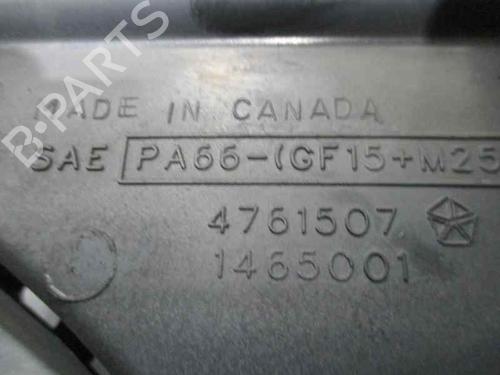 B-PARTS
MADE IN CANADA
SAE PA66-(GF15+M25
4761507
1465001